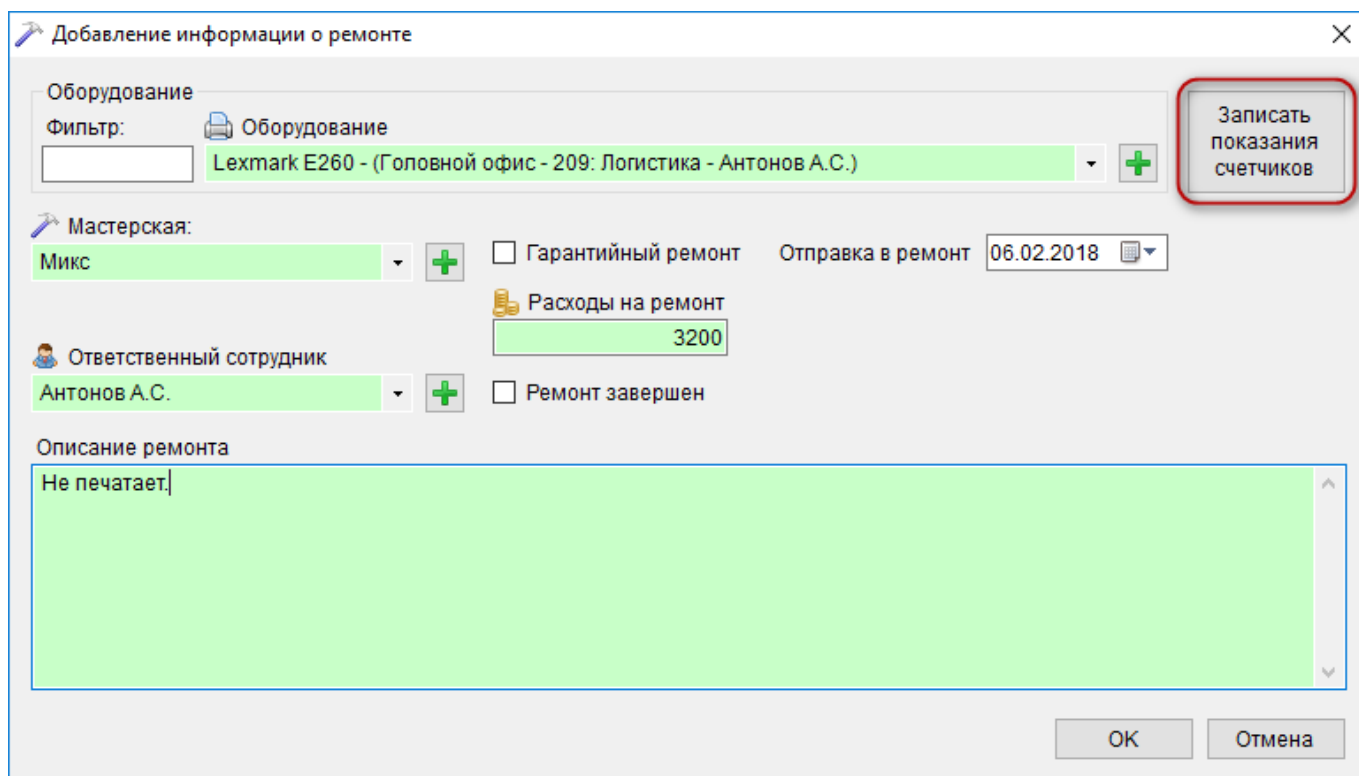 Добавление информации о ремонте
Оборудование
Фильтр:
Оборудование
Lexmark E260 - (Головной офис - 209: Логистика - Антонов А.С.)
Записать
показания
счетчиков
Мастерская:
Микс
Гарантийный ремонт
Отправка в ремонт
06.02.2018
Расходы на ремонт
3200
Ответственный сотрудник
Антонов А.С.
Ремонт завершен
Описание ремонта
Не печатает.
OK
Отмена